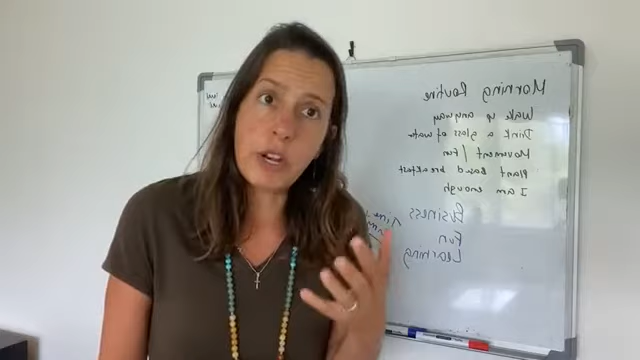 Morning Routine
Wake up anyway
Drink a glass of water
Movement / Fun
Plant Based breakfast
I am enough
Business
Fun
Learning